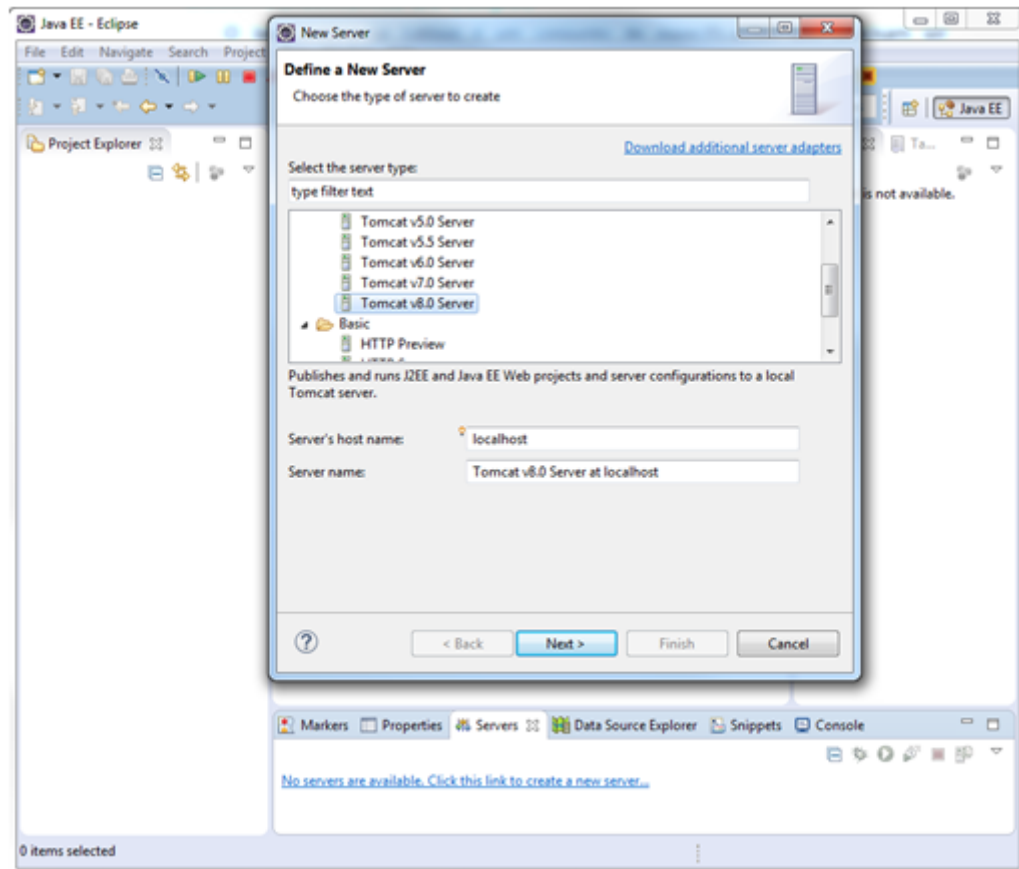 Java EE - Eclipse
File Edit Navigate Search Project
Java EE
Project Explorer
Ta...
is not available.
New Server
Define a New Server
Choose the type of server to create
Download additional server adapters
Select the server type:
type filter text
Tomcat v5.0 Server
Tomcat v5.5 Server
Tomcat v6.0 Server
Tomcat v7.0 Server
Tomcat v8.0 Server
Basic
HTTP Preview
Publishes and runs J2EE and Java EE Web projects and server configurations to a local
Tomcat server.
Server's host name: localhost
Server name: Tomcat v8.0 Server at localhost
< Back Next > Finish Cancel
Markers Properties Servers Data Source Explorer Snippets Console
No servers are available. Click this link to create a new server...
0 items selected